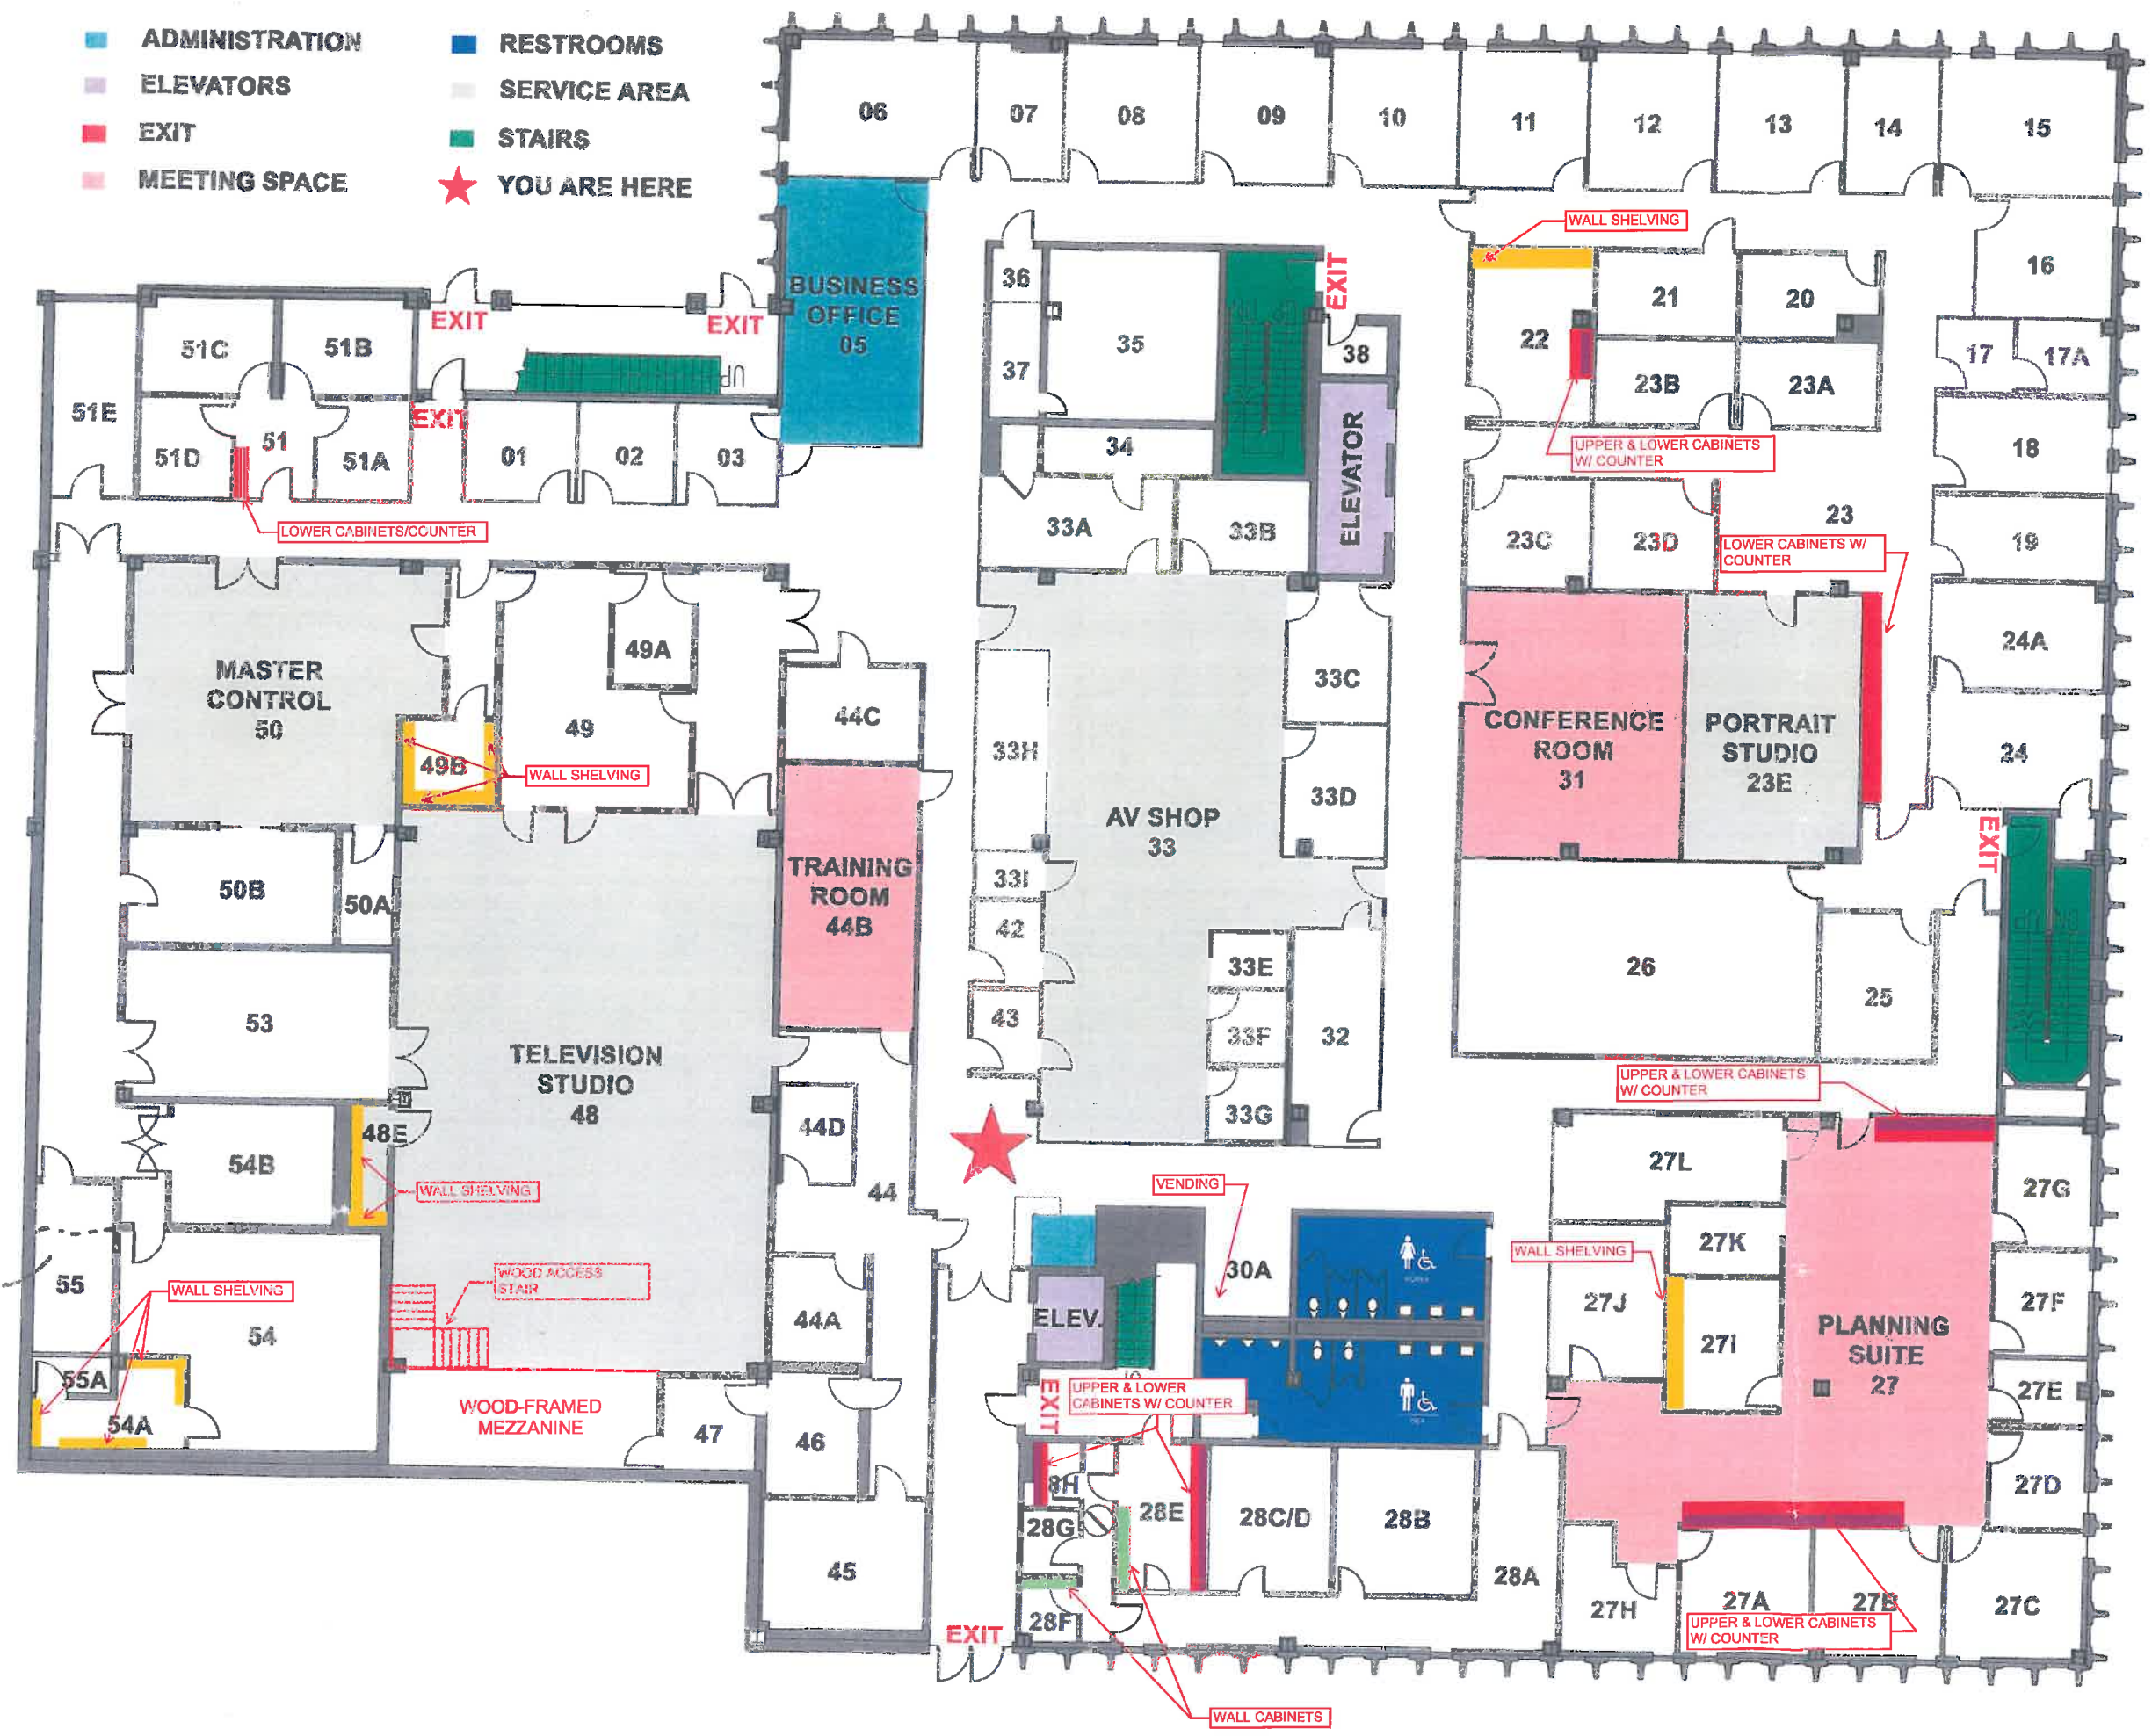 ADMINISTRATION
ELEVATORS
EXIT
MEETING SPACE
RESTROOMS
SERVICE AREA
STAIRS
YOU ARE HERE
06
07
08
09
10
11
12
13
14
15
BUSINESS
OFFICE
05
WALL SHELVING
16
36
35
37
EXIT
38
22
21
20
23B
23A
17
17A
UPPER & LOWER CABINETS
W/ COUNTER
18
EXIT
EXIT
UP
51C
51B
51E
51D
51
51A
EXIT
01
02
03
LOWER CABINETS/COUNTER
34
33A
33B
ELEVATOR
23C
23D
23
LOWER CABINETS W/
COUNTER
19
24A
24
MASTER
CONTROL
50
49A
49
49B
WALL SHELVING
44C
33H
33C
33D
AV SHOP
33
CONFERENCE
ROOM
31
PORTRAIT
STUDIO
23E
EXIT
50B
50A
TRAINING
ROOM
44B
33I
42
43
33E
33F
33G
32
26
25
53
TELEVISION
STUDIO
48
48E
54B
WALL SHELVING
44D
44
UPPER & LOWER CABINETS
W/ COUNTER
27L
27G
27K
WALL SHELVING
27J
27I
27F
PLANNING
SUITE
27
27E
27D
VENDING
30A
55
WALL SHELVING
54
55A
54A
WOOD ACCESS
STAIR
WOOD-FRAMED
MEZZANINE
44A
47
46
45
ELEV.
EXIT
UPPER & LOWER
CABINETS W/ COUNTER
8H
28G
28E
28C/D
28B
28A
28F
27H
27A
27B
27C
UPPER & LOWER CABINETS
W/ COUNTER
EXIT
WALL CABINETS